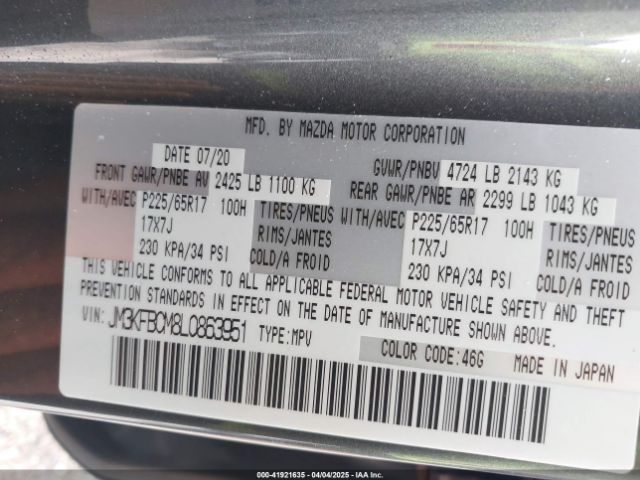 MFD. BY MAZDA MOTOR CORPORATION
DATE 07/20 GVWR/PNBV 4724 LB 2143 KG
FRONT GAWR/PNBE AV 2425 LB 1100 KG REAR GAWR/PNBE AR 2299 LB 1043 KG
WITH/AVEC P225/65R17 100H TIRES/PNEUS WITH/AVEC P225/65R17 100H TIRES/PNEUS
17X7J RIMS/JANTES 17X7J RIMS/JANTES
230 KPA/34 PSI COLD/A FROID 230 KPA/34 PSI COLD/A FROID
THIS VEHICLE CONFORMS TO ALL APPLICABLE FEDERAL MOTOR VEHICLE SAFETY AND THEFT
PREVENTION STANDARDS IN EFFECT ON THE DATE OF MANUFACTURE SHOWN ABOVE.
VIN: JM3KFBCM8L0863951 TYPE:MPV
COLOR CODE:46G MADE IN JAPAN
00-41921635 - 04/04/2025 - IAA Inc.